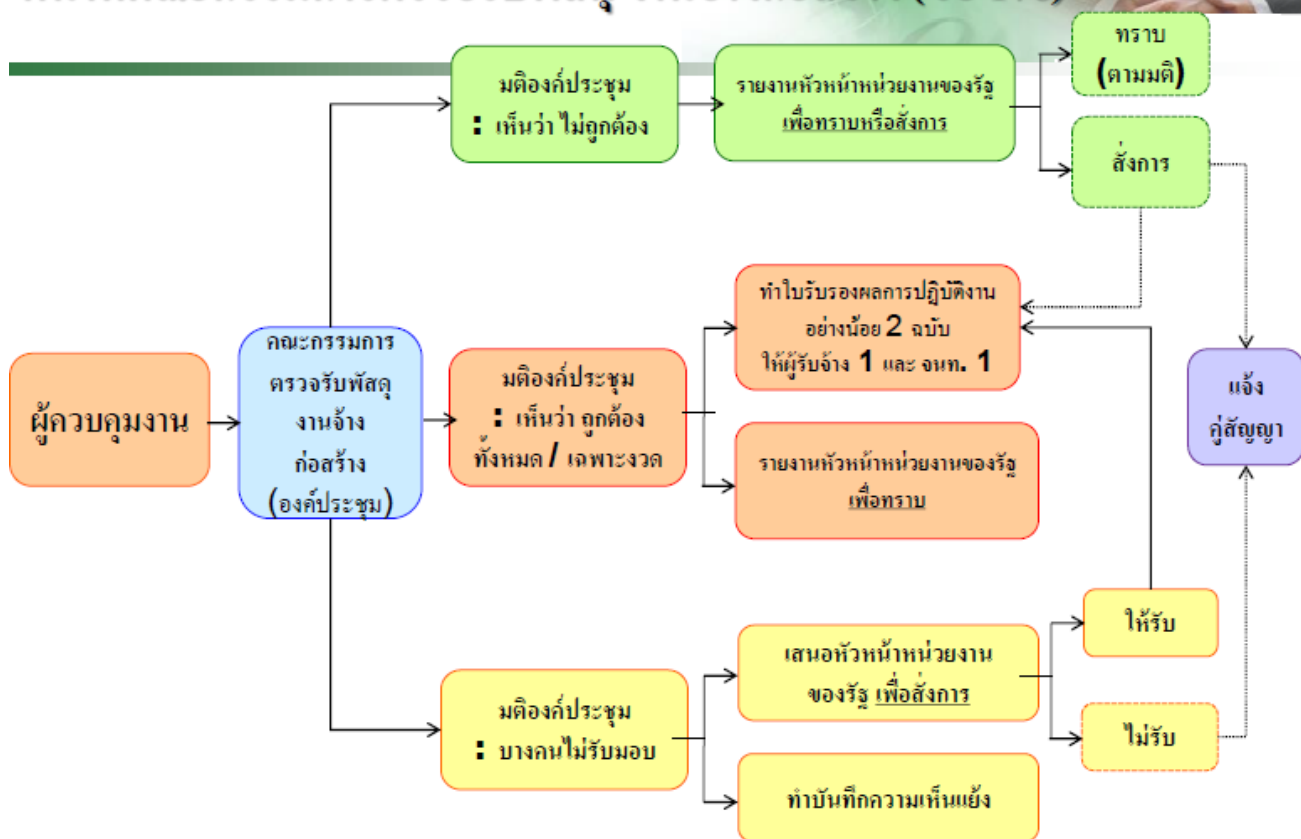 มติองค์ประชุม
: เห็นว่า ไม่ถูกต้อง
รายงานหัวหน้าหน่วยงานของรัฐ
เพื่อทราบหรือสั่งการ
ทราบ
(ตามมติ)
สั่งการ
ผู้ควบคุมงาน
คณะกรรมการ
ตรวจรับพัสดุ
งานจ้าง
ก่อสร้าง
(องค์ประชุม)
มติองค์ประชุม
: เห็นว่า ถูกต้อง
ทั้งหมด / เฉพาะงวด
ทำใบรับรองผลการปฏิบัติงาน
อย่างน้อย 2 ฉบับ
ให้ผู้รับจ้าง 1 และ จนท. 1
รายงานหัวหน้าหน่วยงานของรัฐ
เพื่อทราบ
แจ้ง
คู่สัญญา
มติองค์ประชุม
: บางคนไม่รับมอบ
เสนอหัวหน้าหน่วยงาน
ของรัฐ เพื่อสั่งการ
ทำบันทึกความเห็นแย้ง
ให้รับ
ไม่รับ